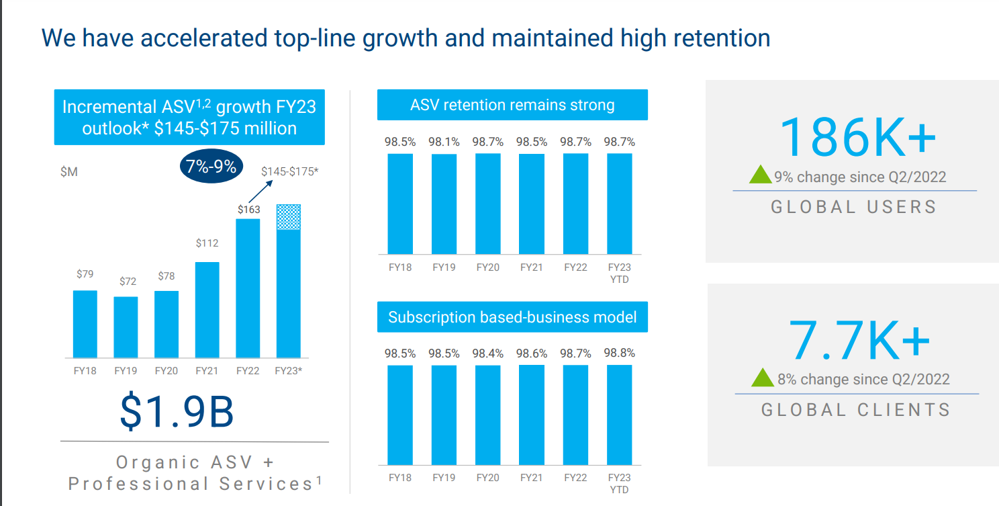 We have accelerated top-line growth and maintained high retention
Incremental ASV1,2 growth FY23
outlook* $145-$175 million
$M
7%-9%
$145-$175*
$163
$112
$79
$72
$78
FY18 FY19 FY20 FY21 FY22 FY23*
$1.9B
Organic ASV +
Professional Services1
ASV retention remains strong
98.5% 98.1% 98.7% 98.5% 98.7% 98.7%
FY18 FY19 FY20 FY21 FY22 FY23
YTD
Subscription based-business model
98.5% 98.5% 98.4% 98.6% 98.7% 98.8%
FY18 FY19 FY20 FY21 FY22 FY23
YTD
186K+
9% change since Q2/2022
GLOBAL USERS
7.7K+
8% change since Q2/2022
GLOBAL CLIENTS